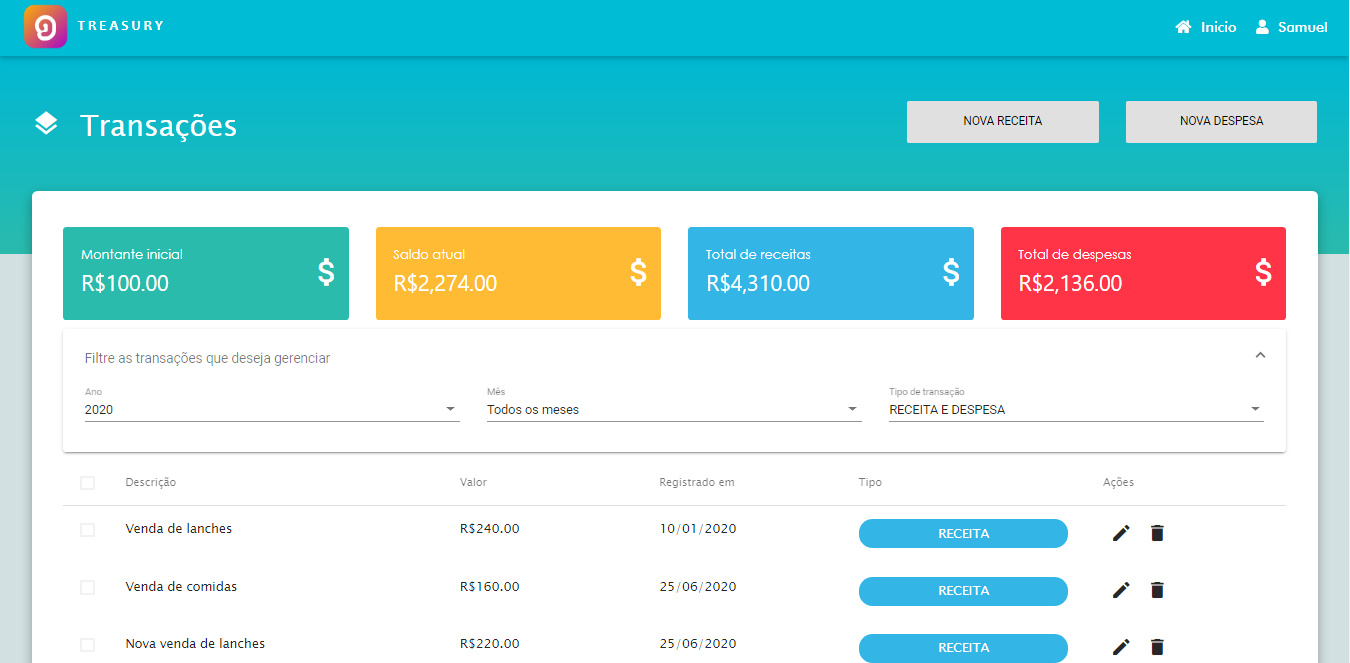 TREASURY
Inicio
Samuel
Transações
NOVA RECEITA
NOVA DESPESA
Montante inicial
R$100.00
$
Saldo atual
R$2,274.00
$
Total de receitas
R$4,310.00
$
Total de despesas
R$2,136.00
$
Filtre as transações que deseja gerenciar
Ano
2020
Mês
Todos os meses
Tipo de transação
RECEITA E DESPESA
Descrição Valor Registrado em Tipo Ações
Venda de lanches R$240.00 10/01/2020 RECEITA
Venda de comidas R$160.00 25/06/2020 RECEITA
Nova venda de lanches R$220.00 25/06/2020 RECEITA